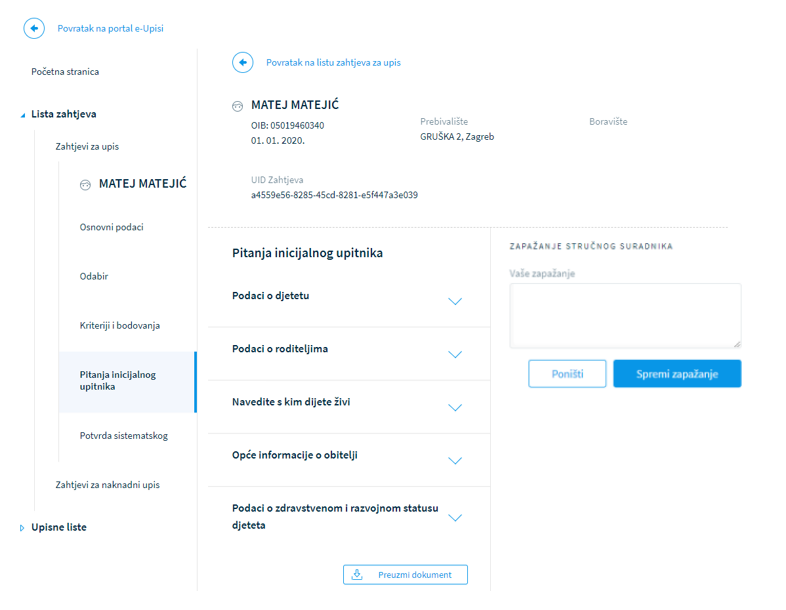 Povratak na portal e-Upisi
Početna stranica
Lista zahtjeva
Zahtjevi za upis
MATEJ MATEJIĆ
Osnovni podaci
Odabir
Kriteriji i bodovanja
Pitanja inicijalnog
upitnika
Potvrda sistematskog
Zahtjevi za naknadni upis
Upisne liste
Povratak na listu zahtjeva za upis
MATEJ MATEJIĆ
OIB: 05019460340
01. 01. 2020.
Prebivalište
GRUŠKA 2, Zagreb
Boravište
UID Zahtjeva
a4559e56-8285-45cd-8281-e5f447a3e039
Pitanja inicijalnog upitnika
Podaci o djetetu
Podaci o roditeljima
Navedite s kim dijete živi
Opće informacije o obitelji
Podaci o zdravstvenom i razvojnom statusu
djeteta
Preuzmi dokument
ZAPAŽANJE STRUČNOG SURADNIKA
Vaše zapažanje
Poništi
Spremi zapažanje